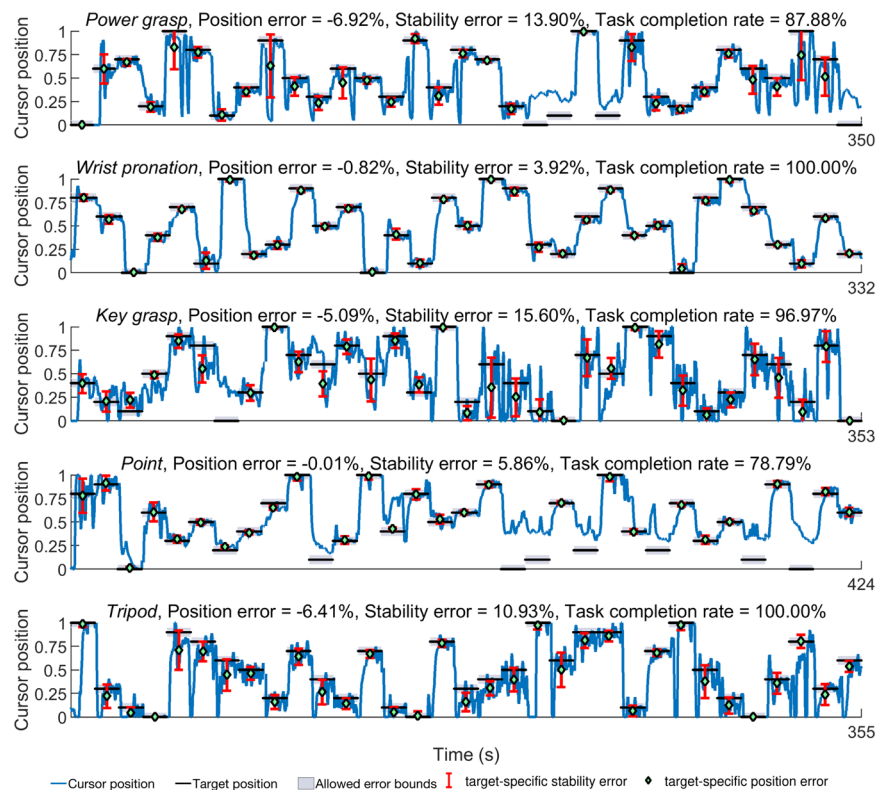 Power grasp, Position error = -6.92%, Stability error = 13.90%, Task completion rate = 87.88%
Cursor position
1
0.75
0.5
0.25
0
350
Wrist pronation, Position error = -0.82%, Stability error = 3.92%, Task completion rate = 100.00%
Cursor position
1
0.75
0.5
0.25
0
332
Key grasp, Position error = -5.09%, Stability error = 15.60%, Task completion rate = 96.97%
Cursor position
1
0.75
0.5
0.25
0
353
Point, Position error = -0.01%, Stability error = 5.86%, Task completion rate = 78.79%
Cursor position
1
0.75
0.5
0.25
0
424
Tripod, Position error = -6.41%, Stability error = 10.93%, Task completion rate = 100.00%
Cursor position
1
0.75
0.5
0.25
0
355
Time (s)
Cursor position Target position Allowed error bounds target-specific stability error target-specific position error